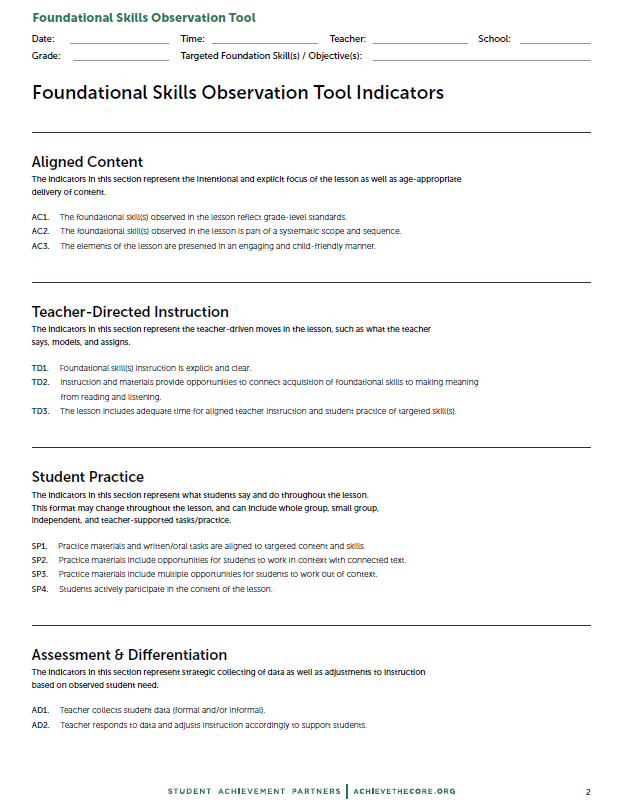 Foundational Skills Observation Tool
Date: Time: Teacher: School:
Grade: Targeted Foundation Skill(s) / Objective(s):
Foundational Skills Observation Tool Indicators
Aligned Content
The indicators in this section represent the intentional and explicit focus of the lesson as well as age-appropriate
delivery of content.
AC1. The foundational skill(s) observed in the lesson reflect grade-level standards.
AC2. The foundational skill(s) observed in the lesson is part of a systematic scope and sequence.
AC3. The elements of the lesson are presented in an engaging and child-friendly manner.
Teacher-Directed Instruction
The indicators in this section represent the teacher-driven moves in the lesson, such as what the teacher
says, models, and assigns.
TD1. Foundational skill(s) instruction is explicit and clear.
TD2. Instruction and materials provide opportunities to connect acquisition of foundational skills to making meaning
from reading and listening.
TD3. The lesson includes adequate time for aligned teacher instruction and student practice of targeted skill(s).
Student Practice
The indicators in this section represent what students say and do throughout the lesson.
This format may change throughout the lesson, and can include whole group, small group,
independent, and teacher-supported tasks/practice.
SP1. Practice materials and written/oral tasks are aligned to targeted content and skills.
SP2. Practice materials include opportunities for students to work in context with connected text.
SP3. Practice materials include multiple opportunities for students to work out of context.
SP4. Students actively participate in the content of the lesson.
Assessment & Differentiation
The indicators in this section represent strategic collecting of data as well as adjustments to instruction
based on observed student need.
AD1. Teacher collects student data (formal and/or informal).
AD2. Teacher responds to data and adjusts instruction accordingly to support students.
STUDENT ACHIEVEMENT PARTNERS | ACHIEVETHECORE.ORG 2